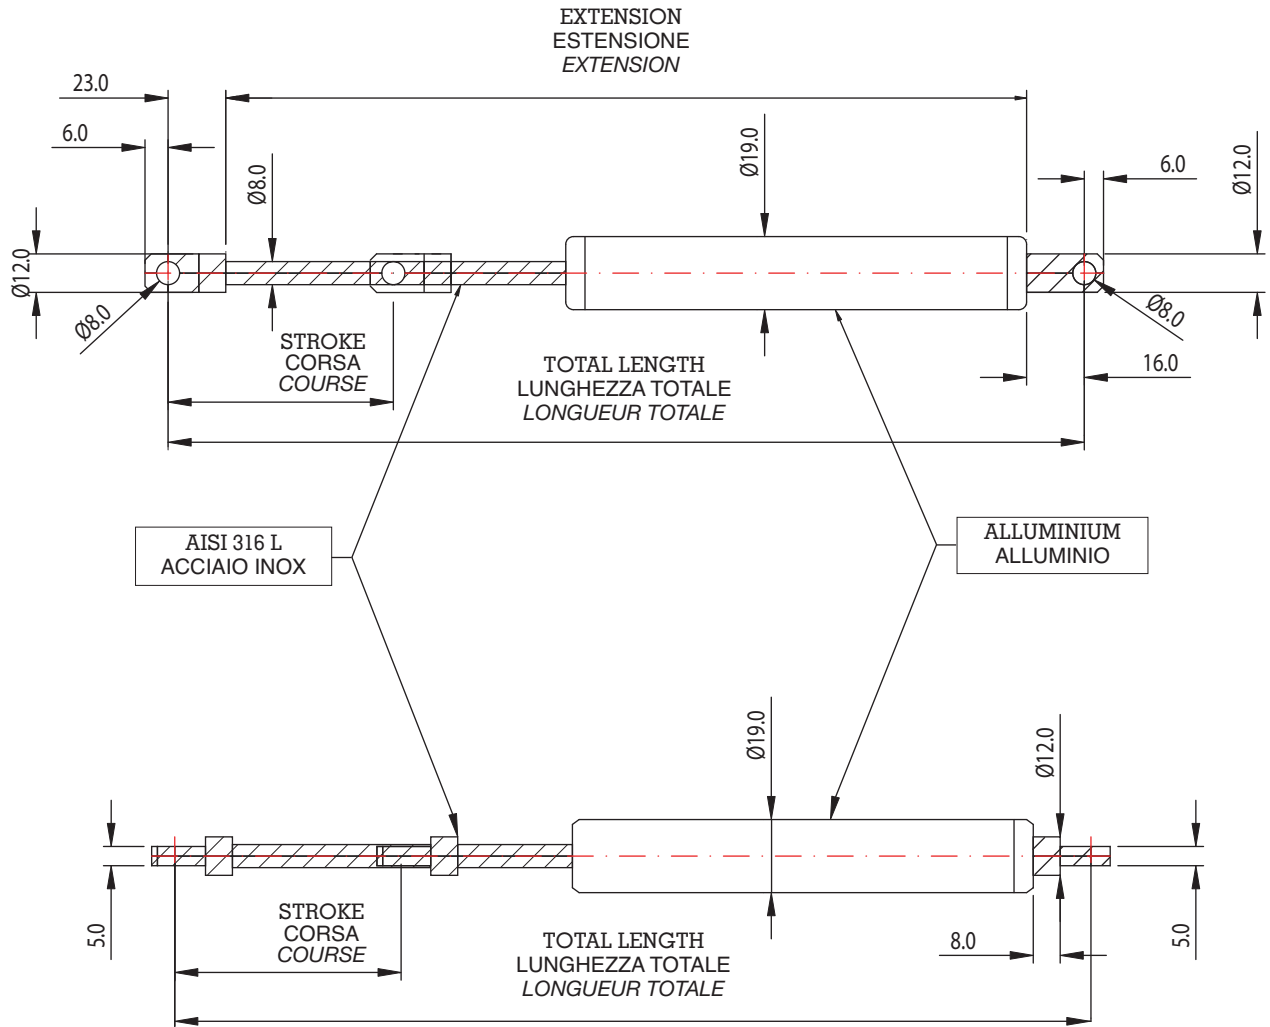 EXTENSION
ESTENSIONE
EXTENSION
23.0
6.0
Ø8.0
Ø19.0
6.0
Ø12.0
Ø12.0
Ø8.0
Ø8.0
STROKE
CORSA
COURSE
TOTAL LENGTH
LUNGHEZZA TOTALE
LONGUEUR TOTALE
16.0
AISI 316 L
ACCIAIO INOX
ALLUMINIUM
ALLUMINIO
Ø19.0
Ø12.0
5.0
STROKE
CORSA
COURSE
TOTAL LENGTH
LUNGHEZZA TOTALE
LONGUEUR TOTALE
8.0
5.0